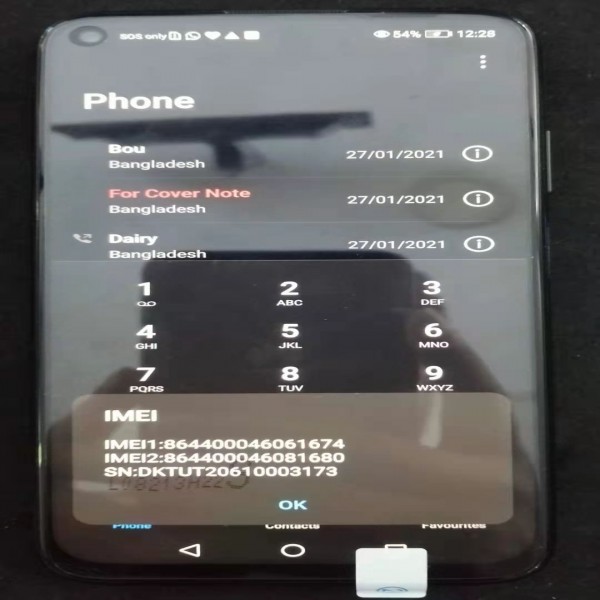 SOS only 54% 12:28
Phone
Bou 27/01/2021
Bangladesh
For Cover Note 27/01/2021
Bangladesh
Dairy 27/01/2021
Bangladesh
1 2 3
ABC DEF
4 5 6
GHI JKL MNO
7 8 9
PQRS TUV WXYZ
IMEI
IMEI1:864400046061674
IMEI2:864400046081680
SN:DKTUT20610003173
OK
Phone Contacts Favourites